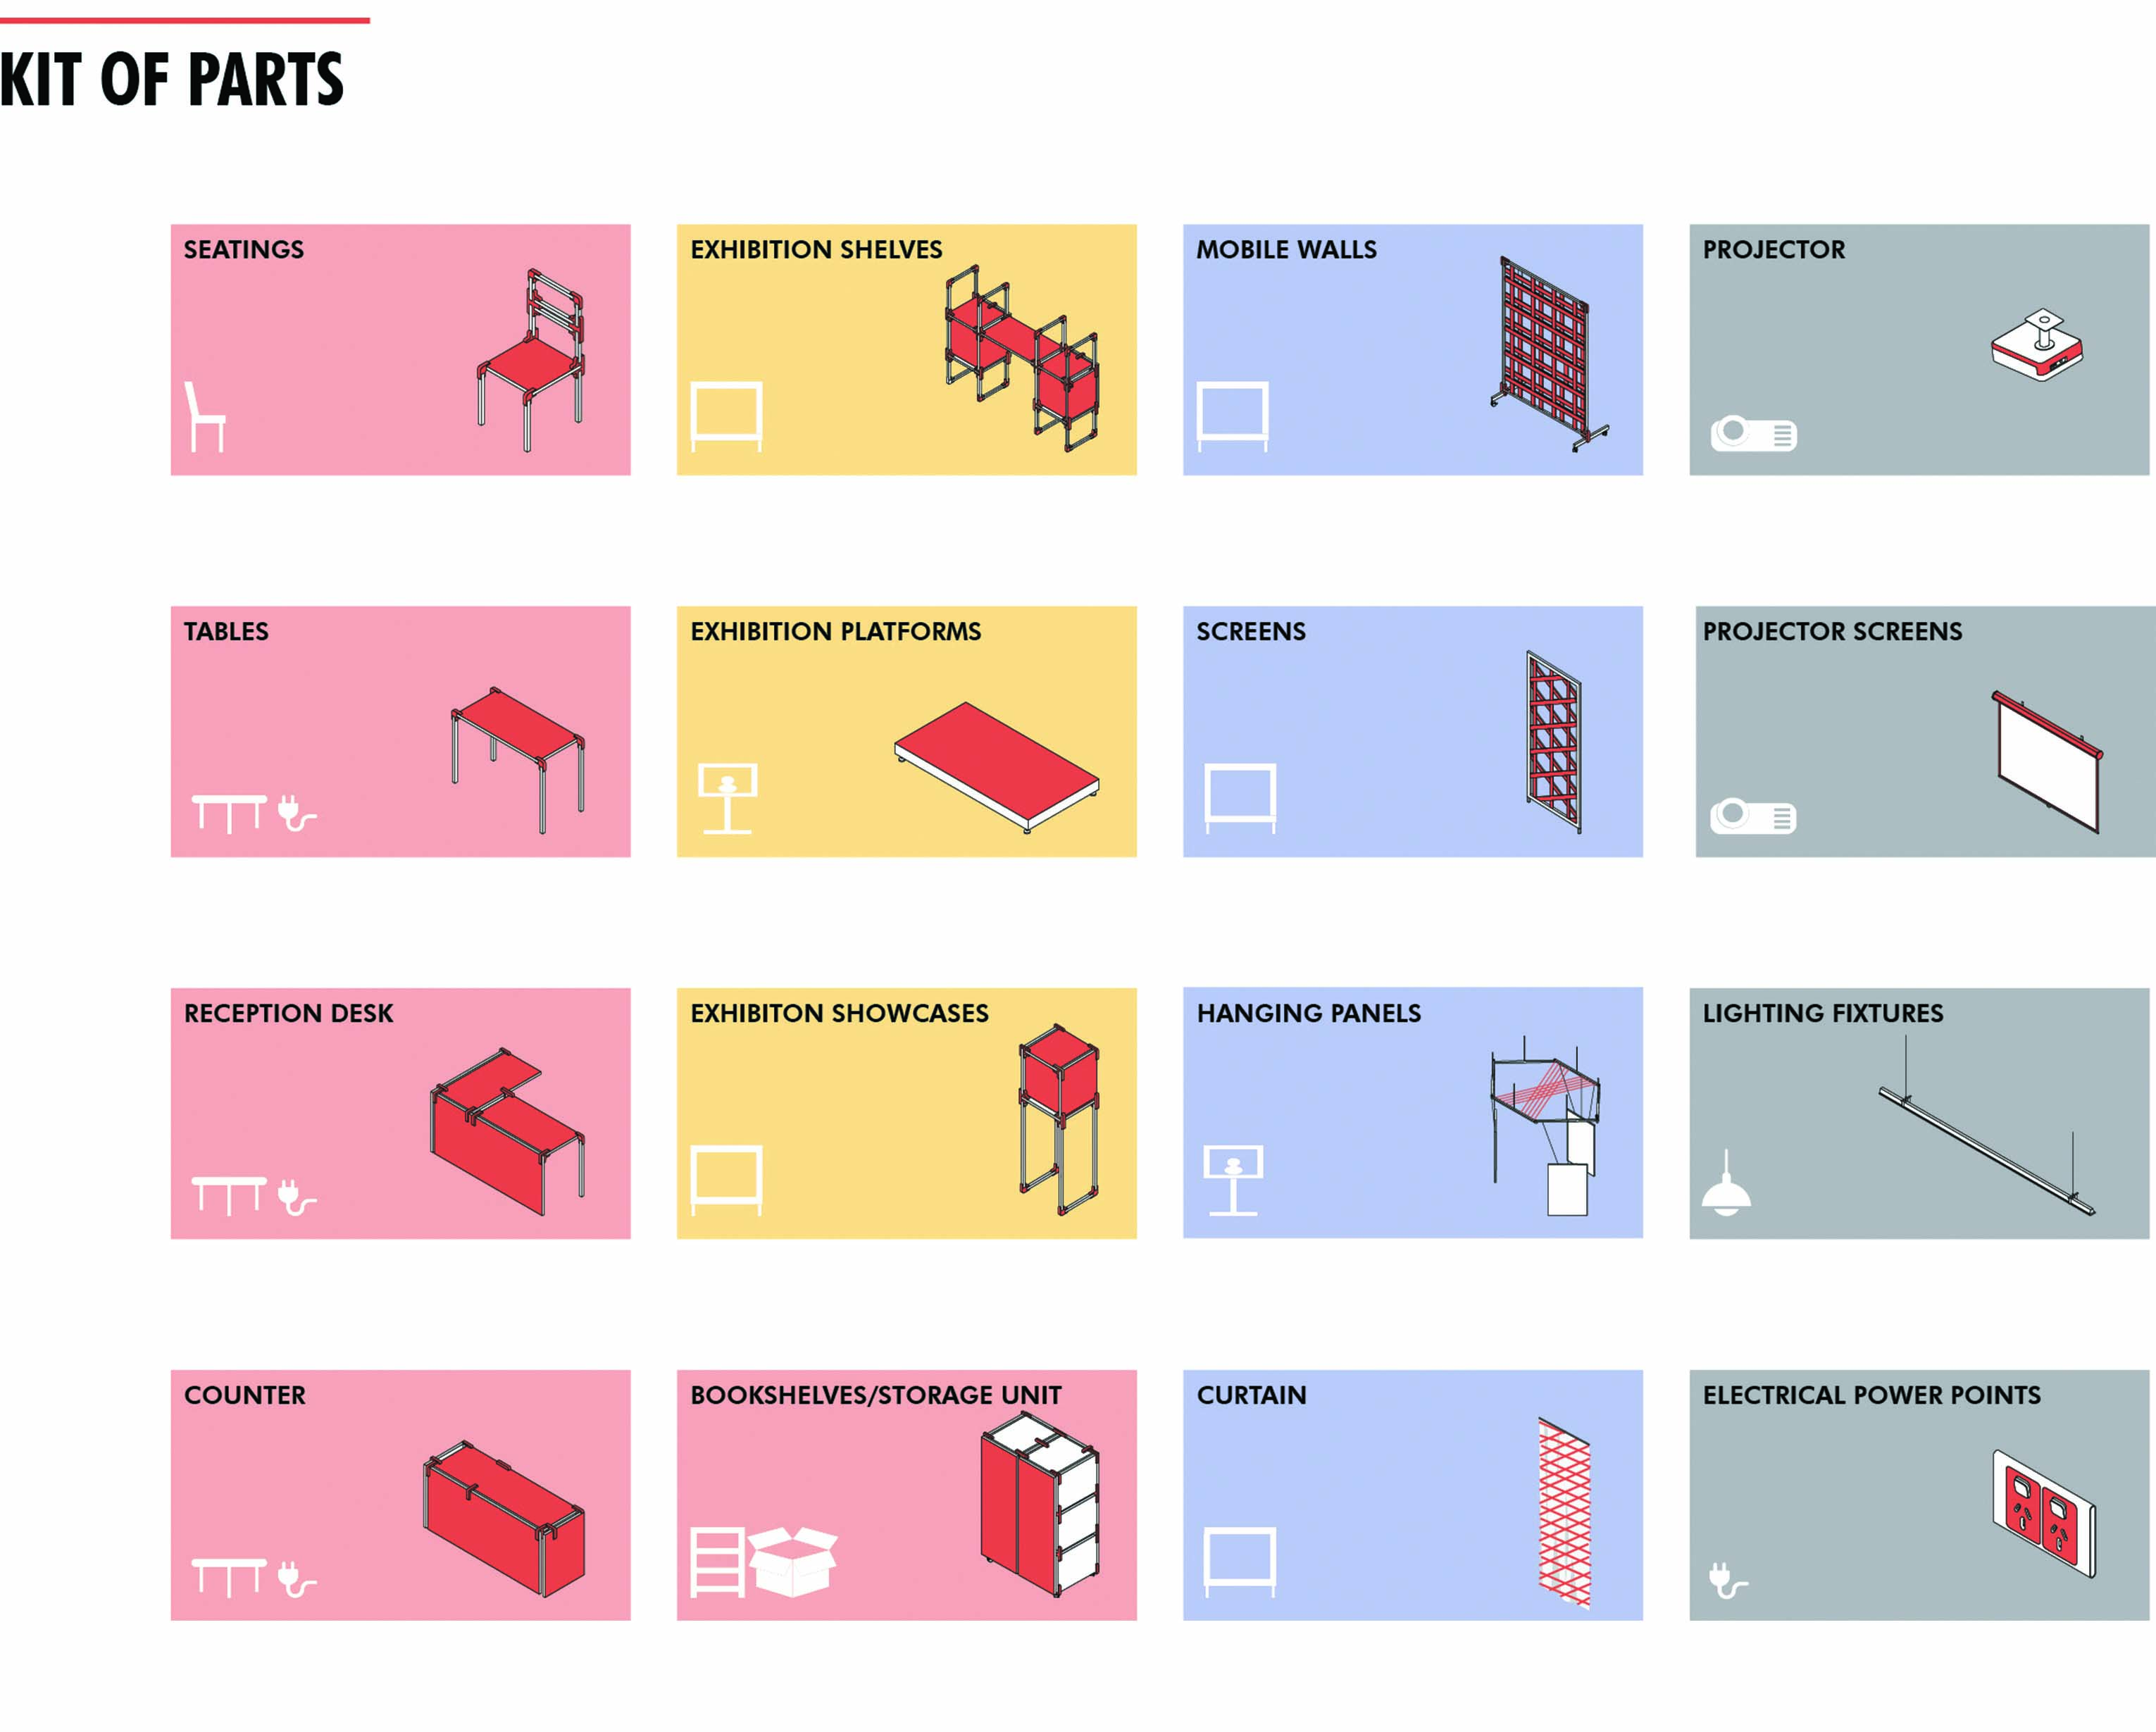 KIT OF PARTS
SEATINGS
EXHIBITION SHELVES
MOBILE WALLS
PROJECTOR
TABLES
EXHIBITION PLATFORMS
SCREENS
PROJECTOR SCREENS
RECEPTION DESK
EXHIBITON SHOWCASES
HANGING PANELS
LIGHTING FIXTURES
COUNTER
BOOKSHELVES/STORAGE UNIT
CURTAIN
ELECTRICAL POWER POINTS